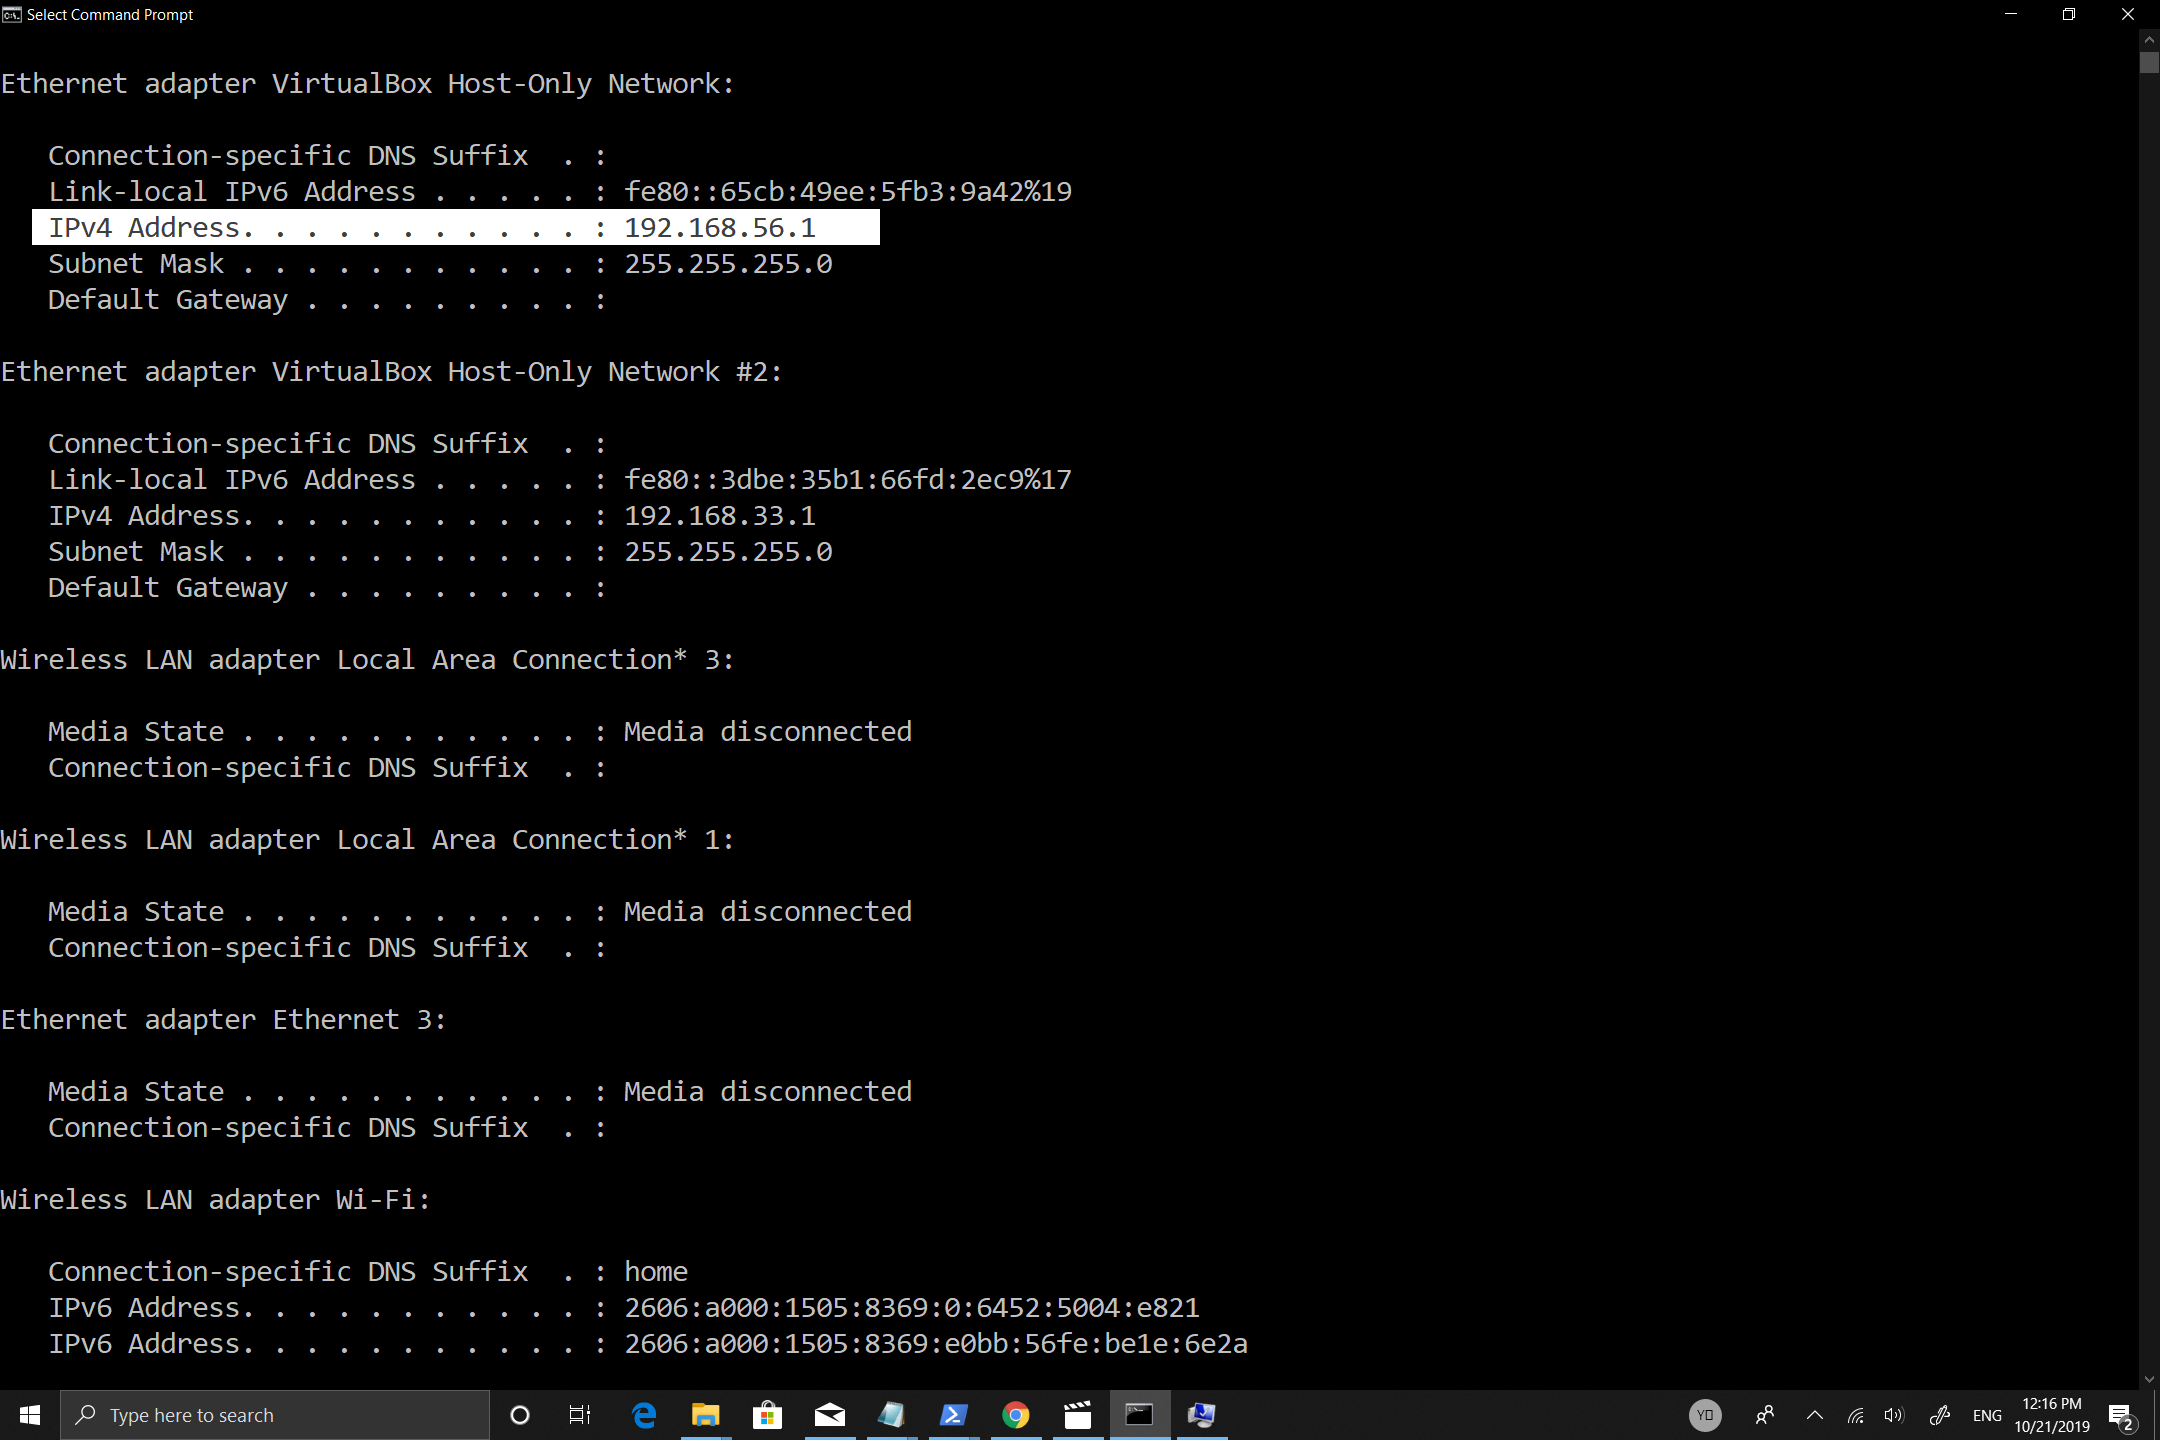 Select Command Prompt
Ethernet adapter VirtualBox Host-Only Network:
Connection-specific DNS Suffix  . :
Link-local IPv6 Address . . . . . : fe80::65cb:49ee:5fb3:9a42%19
IPv4 Address. . . . . . . . . . . : 192.168.56.1
Subnet Mask . . . . . . . . . . . : 255.255.255.0
Default Gateway . . . . . . . . . :
Ethernet adapter VirtualBox Host-Only Network #2:
Connection-specific DNS Suffix  . :
Link-local IPv6 Address . . . . . : fe80::3dbe:35b1:66fd:2ec9%17
IPv4 Address. . . . . . . . . . . : 192.168.33.1
Subnet Mask . . . . . . . . . . . : 255.255.255.0
Default Gateway . . . . . . . . . :
Wireless LAN adapter Local Area Connection* 3:
Media State . . . . . . . . . . . : Media disconnected
Connection-specific DNS Suffix  . :
Wireless LAN adapter Local Area Connection* 1:
Media State . . . . . . . . . . . : Media disconnected
Connection-specific DNS Suffix  . :
Ethernet adapter Ethernet 3:
Media State . . . . . . . . . . . : Media disconnected
Connection-specific DNS Suffix  . :
Wireless LAN adapter Wi-Fi:
Connection-specific DNS Suffix  . : home
IPv6 Address. . . . . . . . . . . : 2606:a000:1505:8369:0:6452:5004:e821
IPv6 Address. . . . . . . . . . . : 2606:a000:1505:8369:e0bb:56fe:be1e:6e2a
Type here to search
ENG
12:16 PM
10/21/2019
2